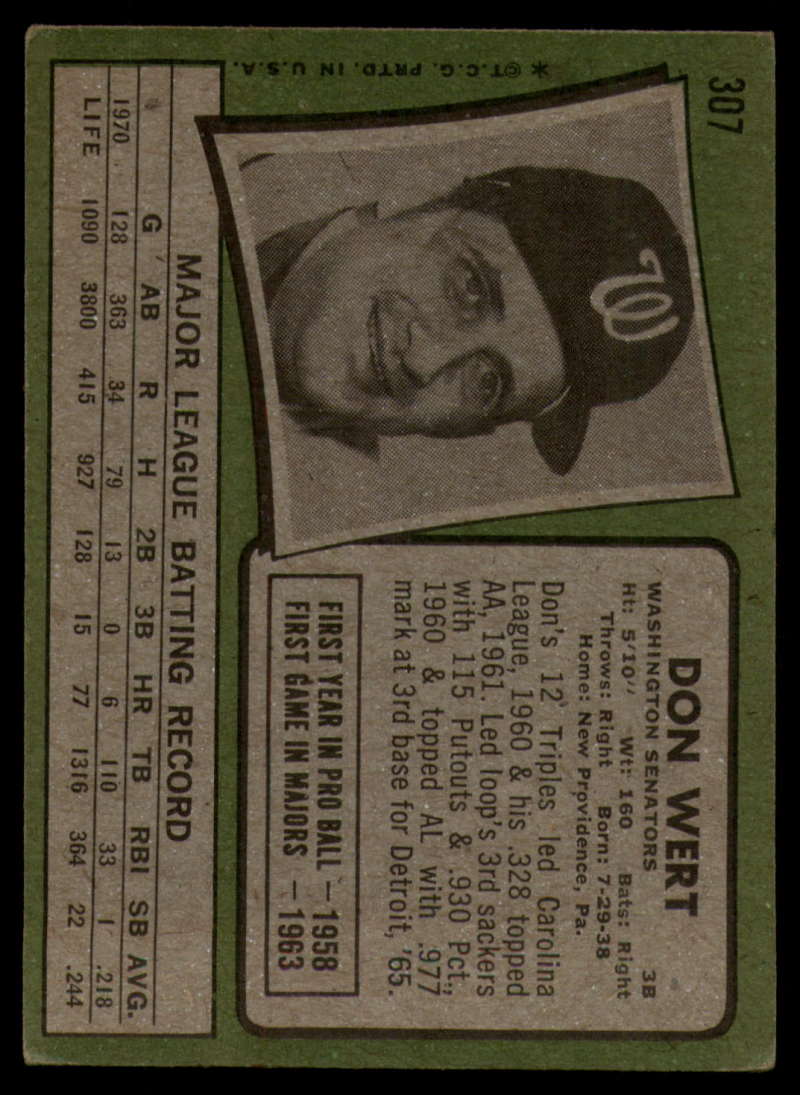 307
✶ ©T.C.G. PRTD. IN U.S.A.
W
DON WERT
WASHINGTON SENATORS 3B
Ht: 5'10" Wt: 160 Bats: Right
Throws: Right Born: 7-29-38
Home: New Providence, Pa.
Don's 12 Triples led Carolina
League, 1960 & his .328 topped
AA, 1961. Led loop's 3rd sackers
with 115 Putouts & .930 Pct.,
1960 & topped AL with .977
mark at 3rd base for Detroit, '65.
FIRST YEAR IN PRO BALL — 1958
FIRST GAME IN MAJORS — 1963
MAJOR LEAGUE BATTING RECORD
G AB R H 2B 3B HR TB RBI SB AVG.
1970 128 363 34 79 13 0 6 110 33 1 .218
LIFE 1090 3800 415 927 128 15 77 1316 364 22 .244